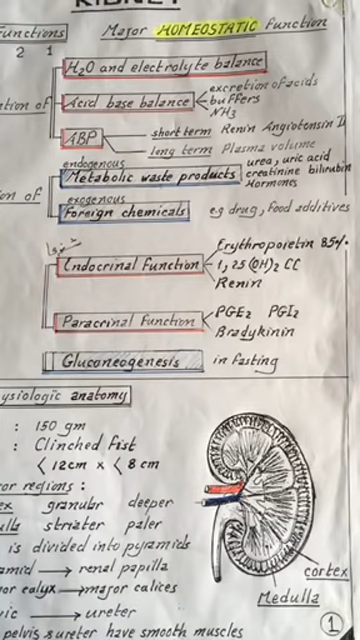 KIDNEY
Functions Major HOMEOSTATIC function
2 1
H₂O and electrolyte balance
excretion of acids
tion of Acid base balance buffers
NH3
ABP short term Renin Angiotensin II
long term Plasma volume
endogenous urea, uric acid
Metabolic waste products creatinine bilirubin
Hormones
on of exogenous
Foreign chemicals e.g drug, Food additives
Erythropoietin 85%
Endocrinal Function 1,25(OH)₂ CC
Renin
Paracrinal Function PGE2 PGI2
Bradykinin
Gluconeogenesis in fasting
ysiologic anatomy
: 150 gm
: Clinched fist
< 12cm x < 8 cm
or regions :
ex granular deeper
ulla striater paler
is divided into pyramids
amid → renal papilla
or calyx → major calices
vic → ureter
pelvis & ureter have smooth muscles
cortex
Medulla
1